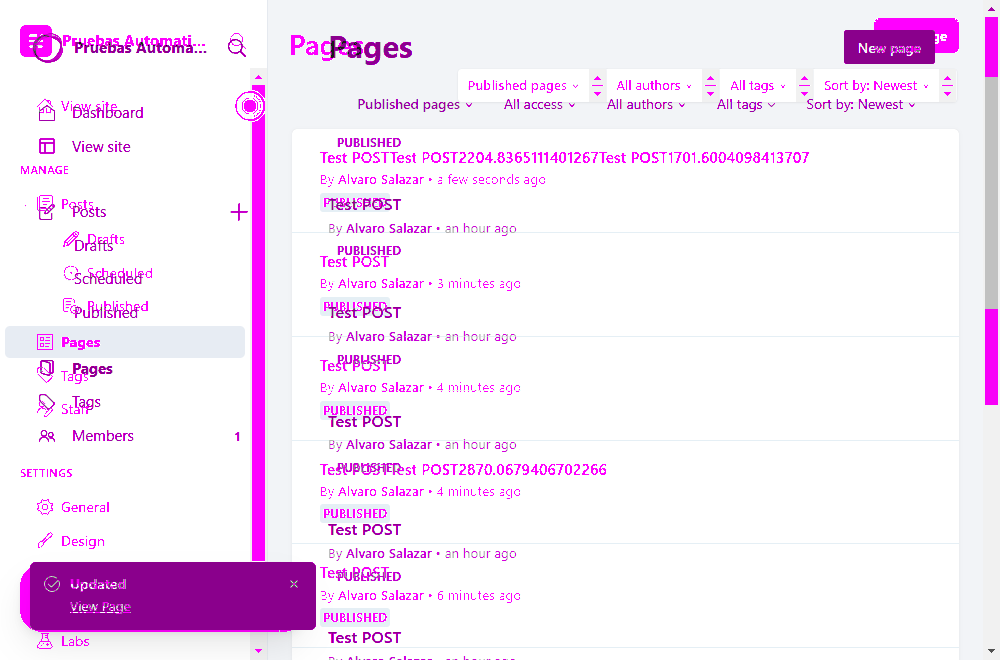 Pruebas Automati...
Pruebas Automa...
View site
Dashboard
View site
MANAGE
Posts
Posts
Drafts
Drafts
Scheduled
Scheduled
Published
Published
Pages
Pages
Tags
Tags
Staff
Members 1
SETTINGS
General
Design
Updated
View Page
Labs
Pages
Pages
New page
Published pages All authors All tags Sort by: Newest
Published pages All access All authors All tags Sort by: Newest
PUBLISHED
Test POSTTest POST2204.8365111401267Test POST1701.6004098413707
By Alvaro Salazar • a few seconds ago
PUBLISHED
Test POST
By Alvaro Salazar • an hour ago
PUBLISHED
Test POST
By Alvaro Salazar • 3 minutes ago
PUBLISHED
Test POST
By Alvaro Salazar • an hour ago
PUBLISHED
Test POST
By Alvaro Salazar • 4 minutes ago
PUBLISHED
Test POST
By Alvaro Salazar • an hour ago
PUBLISHED
Test POSTTest POST2870.0679406702266
By Alvaro Salazar • 4 minutes ago
PUBLISHED
Test POST
By Alvaro Salazar • an hour ago
PUBLISHED
Test POST
By Alvaro Salazar • 6 minutes ago
PUBLISHED
Test POST
By Alvaro Salazar • an hour ago